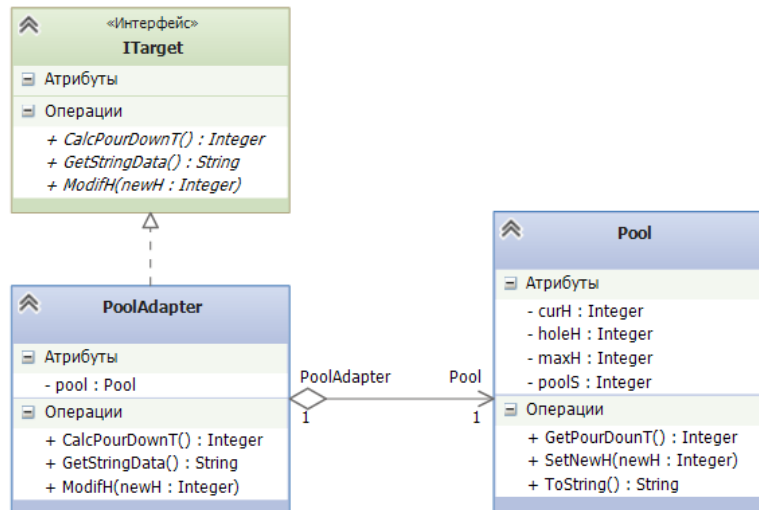 «Интерфейс»
ITarget
Атрибуты
Операции
+ CalcPourDownT() : Integer
+ GetStringData() : String
+ ModifH(newH : Integer)
PoolAdapter
Атрибуты
- pool : Pool
Операции
+ CalcPourDownT() : Integer
+ GetStringData() : String
+ ModifH(newH : Integer)
PoolAdapter
Pool
1
1
Pool
Атрибуты
- curH : Integer
- holeH : Integer
- maxH : Integer
- poolS : Integer
Операции
+ GetPourDounT() : Integer
+ SetNewH(newH : Integer)
+ ToString() : String